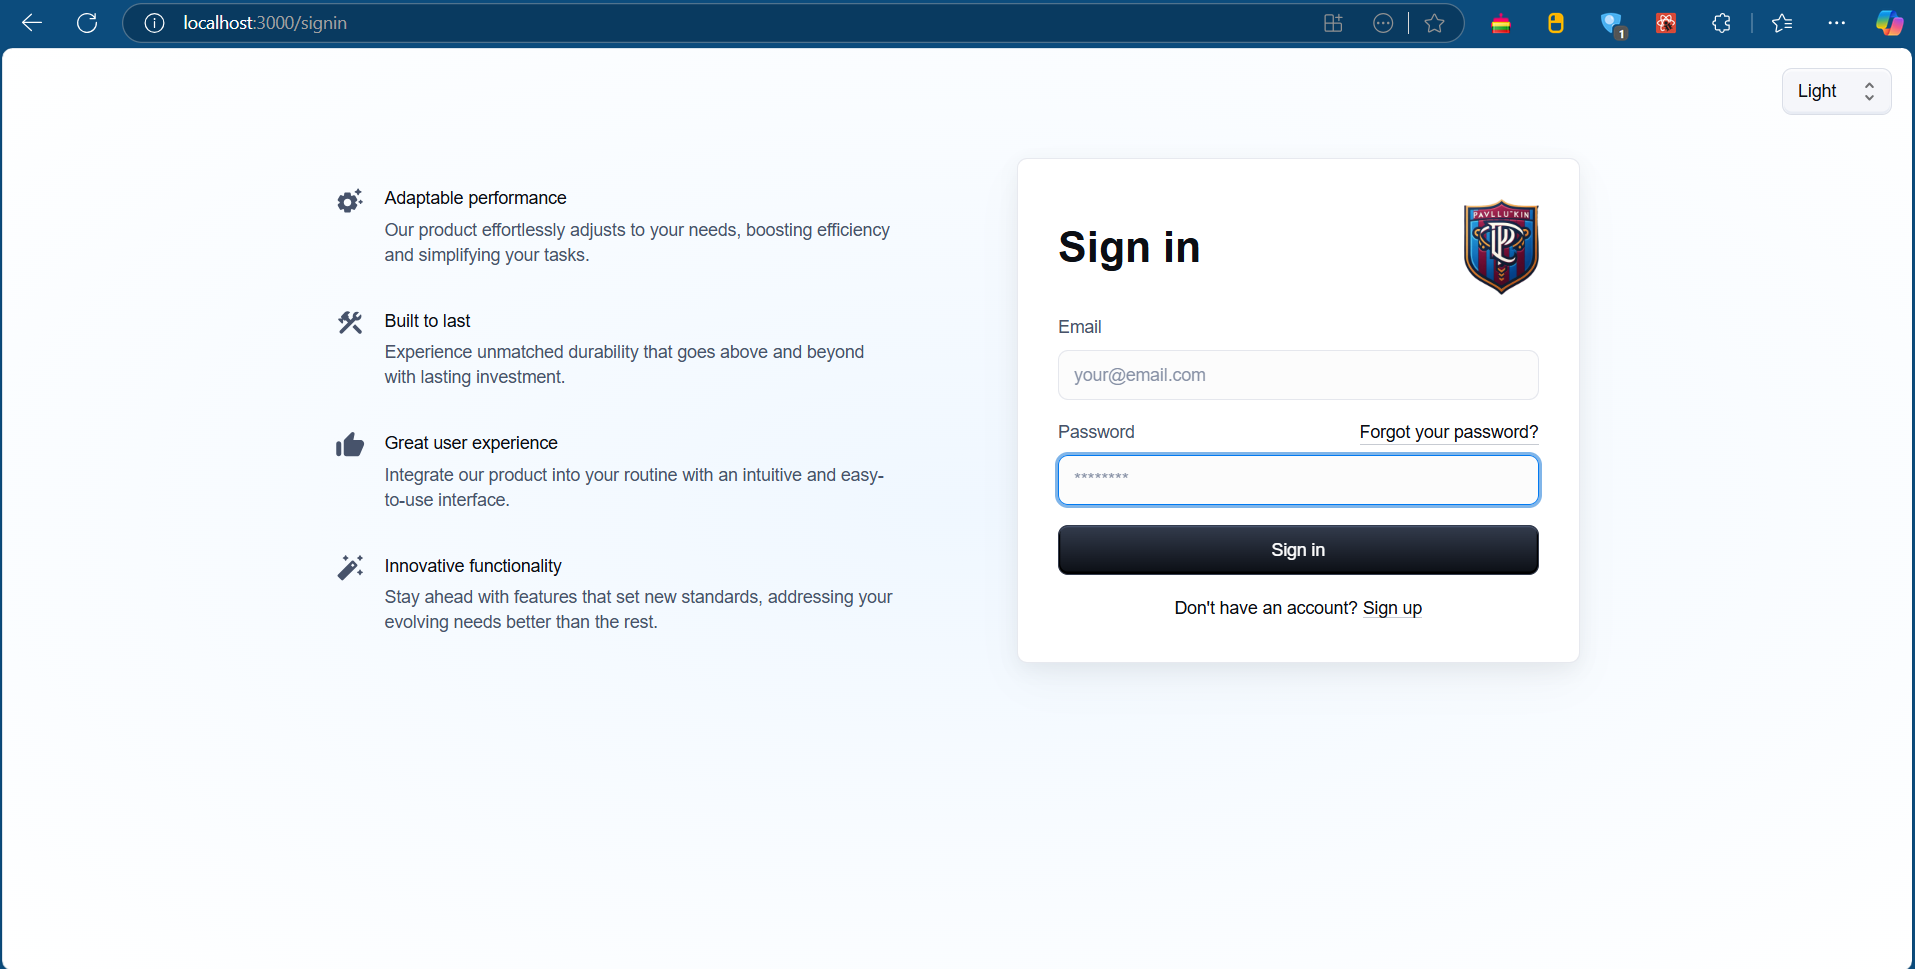 localhost:3000/signin
1
Light
Adaptable performance
Our product effortlessly adjusts to your needs, boosting efficiency
and simplifying your tasks.
Built to last
Experience unmatched durability that goes above and beyond
with lasting investment.
Great user experience
Integrate our product into your routine with an intuitive and easy-
to-use interface.
Innovative functionality
Stay ahead with features that set new standards, addressing your
evolving needs better than the rest.
Sign in
Email
your@email.com
Password Forgot your password?
********
Sign in
Don't have an account? Sign up